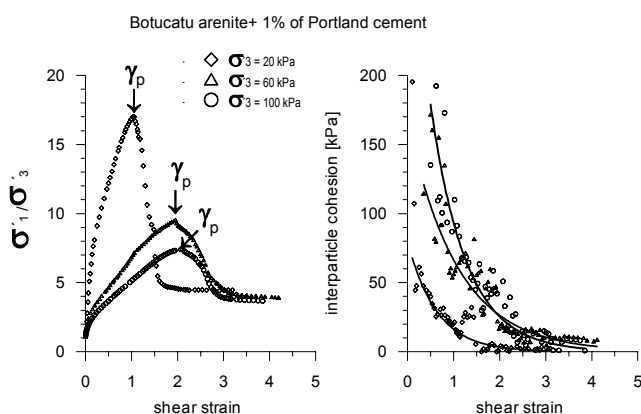 Botucatu arenite+ 1% of Portland cement
σ3 = 20 kPa
σ3 = 60 kPa
σ3 = 100 kPa
γp
γp
γp
σ´1/σ´3
20
15
10
5
0
0 1 2 3 4 5
shear strain
interparticle cohesion [kPa]
200
150
100
50
0
0 1 2 3 4 5
shear strain